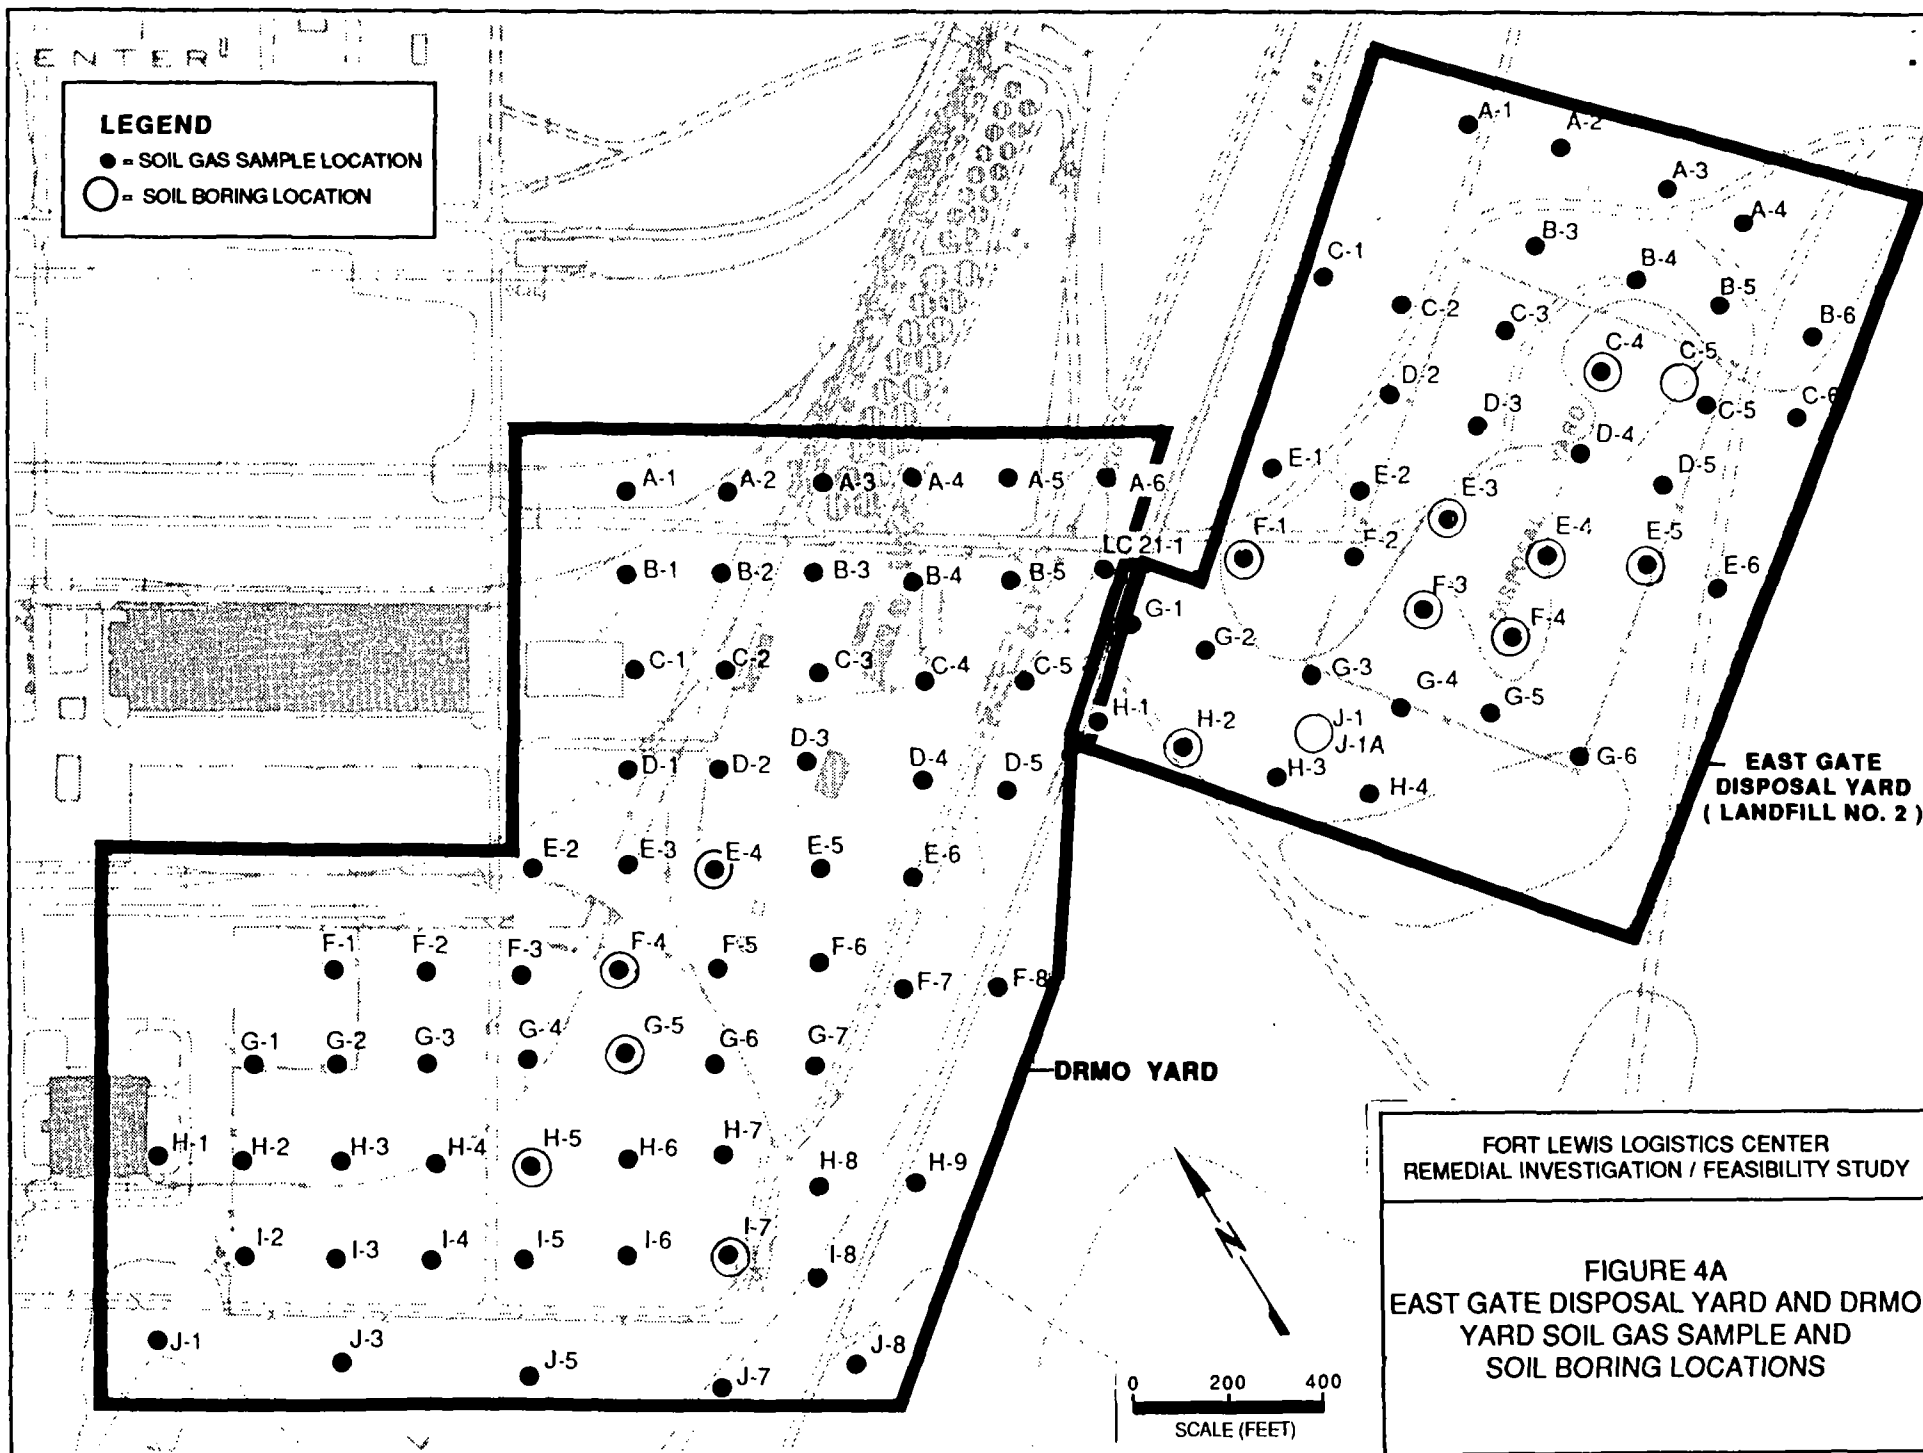 ENTER
LEGEND
● = SOIL GAS SAMPLE LOCATION
○ = SOIL BORING LOCATION
EAST
A-1
A-2
A-3
A-4
B-3
B-4
B-5
B-6
C-1
C-2
C-3
C-4
C-5
C-5
C-6
D-2
D-3
D-4
D-5
E-1
E-2
E-3
E-4
E-5
E-6
F-1
F-2
F-3
F-4
G-1
G-2
G-3
G-4
G-5
G-6
H-1
H-2
H-3
H-4
J-1
J-1A
DISPOSAL YARD
EAST GATE
DISPOSAL YARD
( LANDFILL NO. 2 )
A-1
A-2
A-3
A-4
A-5
A-6
LC 21-1
B-1
B-2
B-3
B-4
B-5
C-1
C-2
C-3
C-4
C-5
D-1
D-2
D-3
D-4
D-5
E-2
E-3
E-4
E-5
E-6
F-1
F-2
F-3
F-4
F-5
F-6
F-7
F-8
G-1
G-2
G-3
G-4
G-5
G-6
G-7
DRMO YARD
H-1
H-2
H-3
H-4
H-5
H-6
H-7
H-8
H-9
I-2
I-3
I-4
I-5
I-6
I-7
I-8
J-1
J-3
J-5
J-7
J-8
N
0 200 400
SCALE (FEET)
FORT LEWIS LOGISTICS CENTER
REMEDIAL INVESTIGATION / FEASIBILITY STUDY
FIGURE 4A
EAST GATE DISPOSAL YARD AND DRMO
YARD SOIL GAS SAMPLE AND
SOIL BORING LOCATIONS